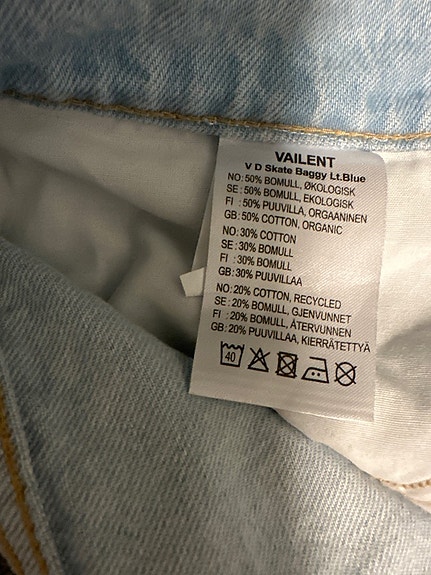 VAILENT
V D Skate Baggy Lt.Blue
NO: 50% BOMULL, ØKOLOGISK
SE : 50% BOMULL, EKOLOGISK
FI : 50% PUUVILLA, ORGAANINEN
GB: 50% COTTON, ORGANIC
NO: 30% COTTON
SE : 30% BOMULL
FI : 30% BOMULL
GB: 30% PUUVILLAA
NO: 20% COTTON, RECYCLED
SE : 20% BOMULL, GJENVUNNET
FI : 20% BOMULL, ÅTERVUNNEN
GB: 20% PUUVILLAA, KIERRÄTETTYÄ
40